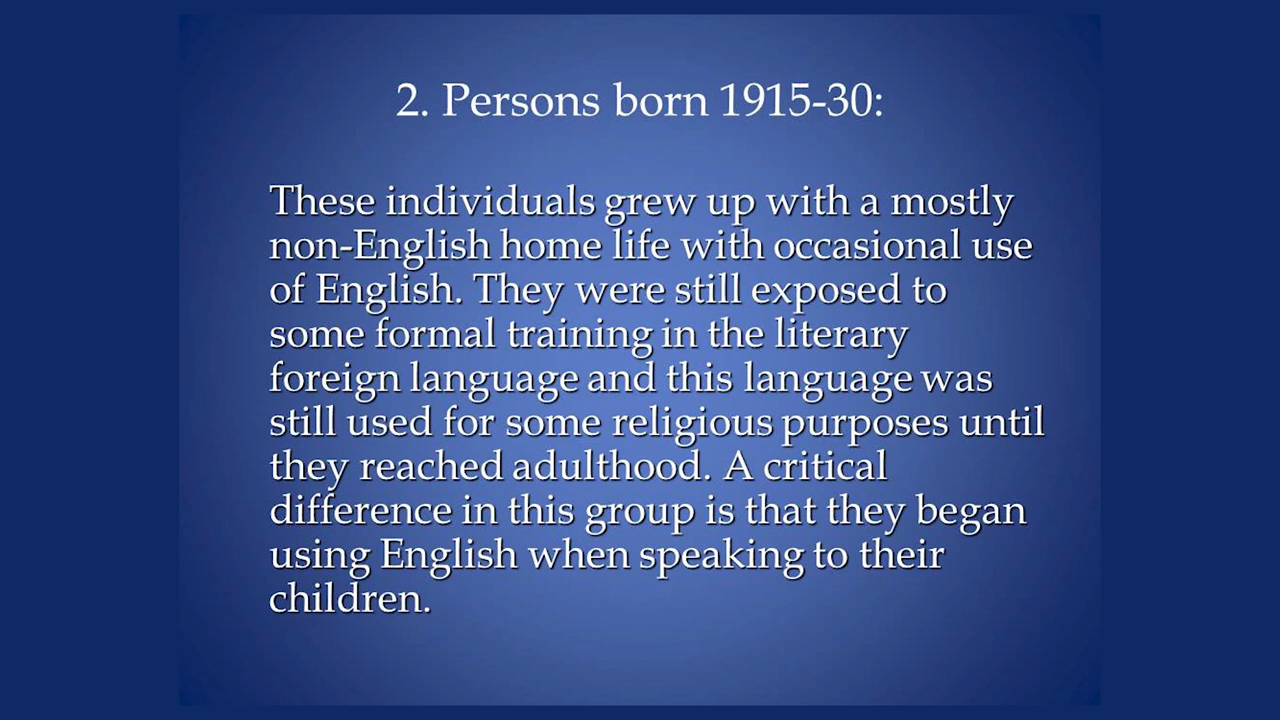 2. Persons born 1915-30:
These individuals grew up with a mostly
non-English home life with occasional use
of English. They were still exposed to
some formal training in the literary
foreign language and this language was
still used for some religious purposes until
they reached adulthood. A critical
difference in this group is that they began
using English when speaking to their
children.